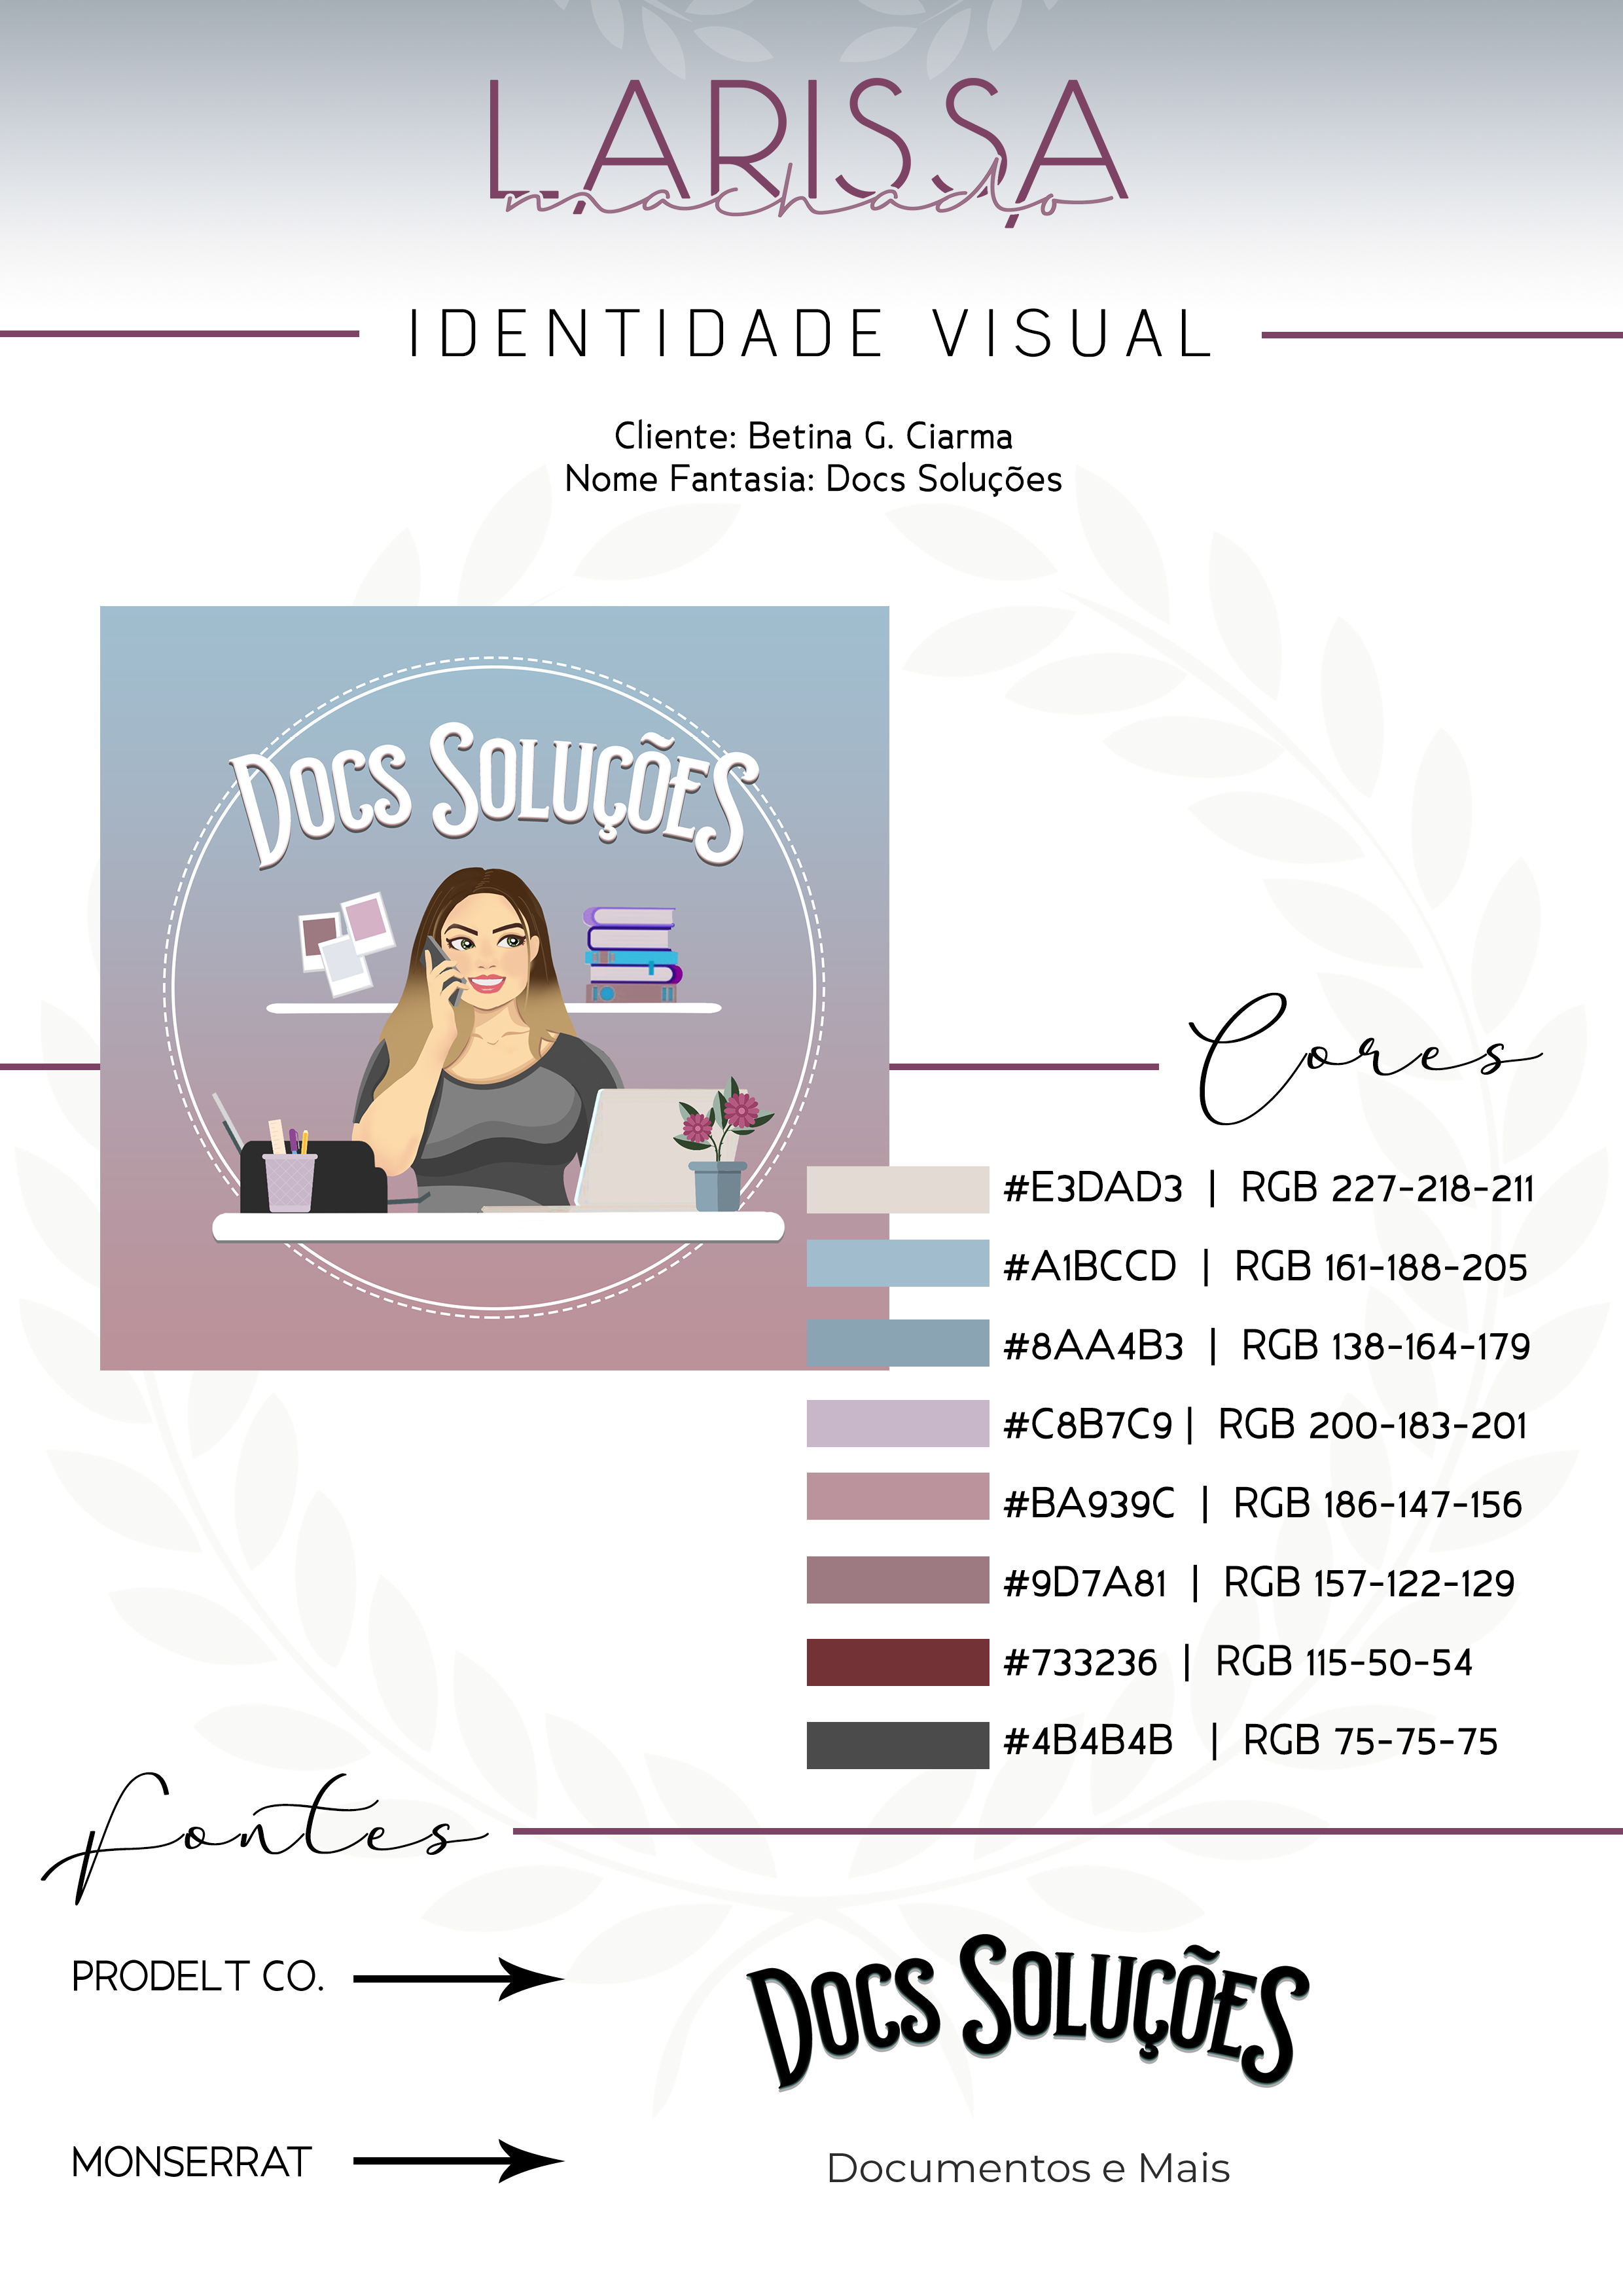 LARISSA
machado
IDENTIDADE VISUAL
Cliente: Betina G. Ciarma
Nome Fantasia: Docs Soluções
Docs Soluções
Cores
#E3DAD3 | RGB 227-218-211
#A1BCCD | RGB 161-188-205
#8AA4B3 | RGB 138-164-179
#C8B7C9 | RGB 200-183-201
#BA939C | RGB 186-147-156
#9D7A81 | RGB 157-122-129
#733236 | RGB 115-50-54
#4B4B4B | RGB 75-75-75
fontes
PRODELT CO.
Docs Soluções
MONSERRAT
Documentos e Mais